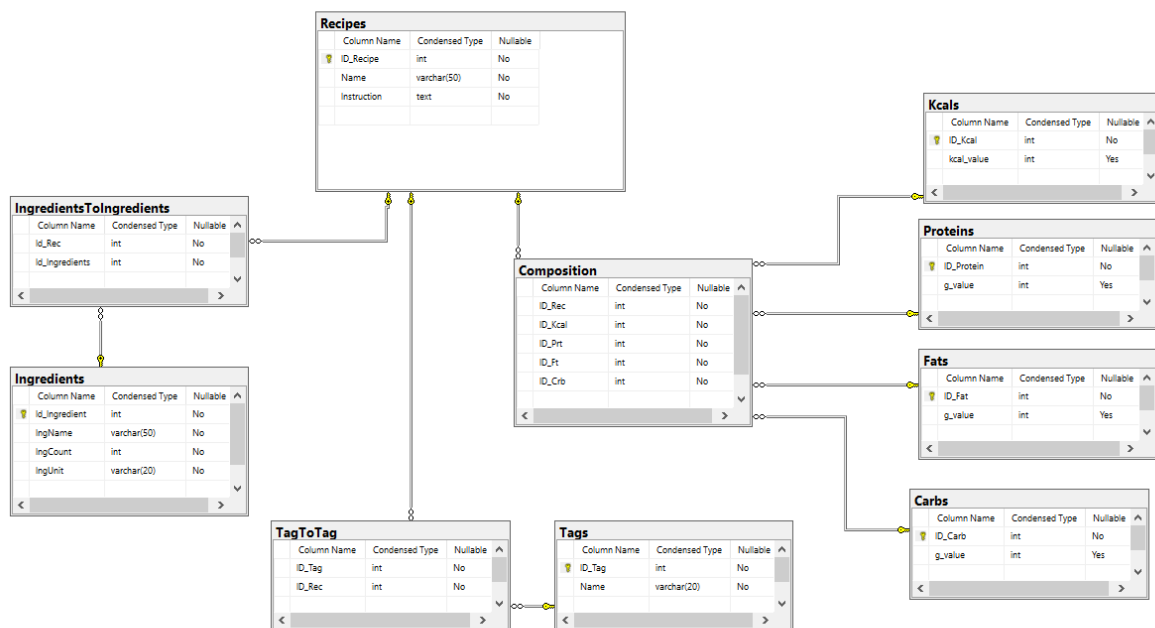 Recipes
Column Name Condensed Type Nullable
ID_Recipe int No
Name varchar(50) No
Instruction text No
Kcals
Column Name Condensed Type Nullable
ID_Kcal int No
kcal_value int Yes
IngredientsToIngredients
Column Name Condensed Type Nullable
Id_Rec int No
Id_Ingredients int No
Proteins
Column Name Condensed Type Nullable
ID_Protein int No
g_value int Yes
Composition
Column Name Condensed Type Nullable
ID_Rec int No
ID_Kcal int No
ID_Prt int No
ID_Ft int No
ID_Crb int No
Fats
Column Name Condensed Type Nullable
ID_Fat int No
g_value int Yes
Ingredients
Column Name Condensed Type Nullable
Id_Ingredient int No
IngName varchar(50) No
IngCount int No
IngUnit varchar(20) No
Carbs
Column Name Condensed Type Nullable
ID_Carb int No
g_value int Yes
TagToTag
Column Name Condensed Type Nullable
ID_Tag int No
ID_Rec int No
Tags
Column Name Condensed Type Nullable
ID_Tag int No
Name varchar(20) No